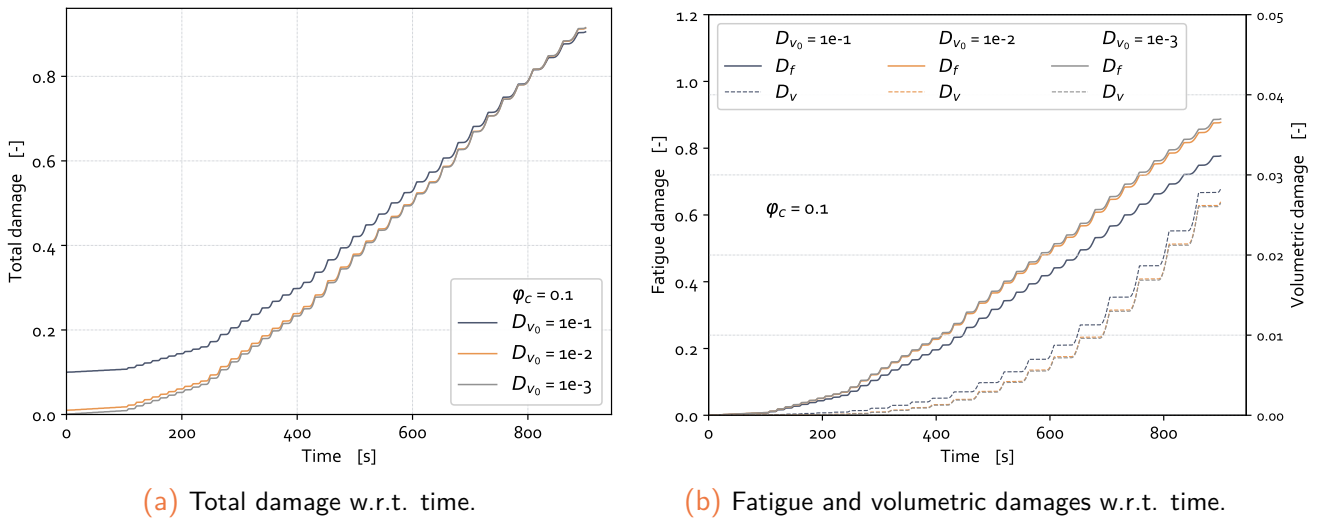 0.8
0.6
0.4
0.2
0.0
Total damage [-]
φc = 0.1
Dv0 = 1e-1
Dv0 = 1e-2
Dv0 = 1e-3
0 200 400 600 800
Time [s]
(a) Total damage w.r.t. time.
1.2
1.0
0.8
0.6
0.4
0.2
0.0
Fatigue damage [-]
Dv0 = 1e-1 Dv0 = 1e-2 Dv0 = 1e-3
Df Df Df
Dv Dv Dv
φc = 0.1
0.05
0.04
0.03
0.02
0.01
0.00
Volumetric damage [-]
0 200 400 600 800
Time [s]
(b) Fatigue and volumetric damages w.r.t. time.